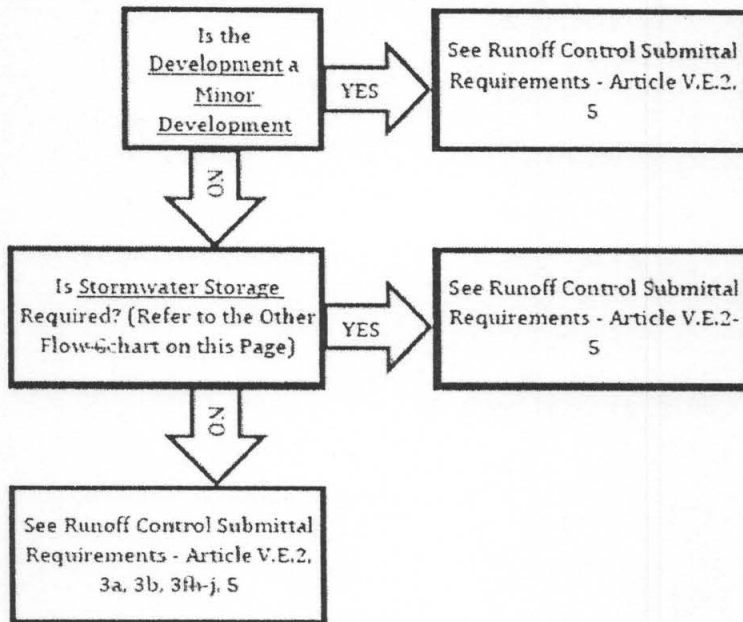 Is the
Development a
Minor
Development
YES
See Runoff Control Submittal
Requirements - Article V.E.2,
5
NO
Is Stormwater Storage
Required? (Refer to the Other
Flow-Gchart on this Page)
YES
See Runoff Control Submittal
Requirements - Article V.E.2-
5
NO
See Runoff Control Submittal
Requirements - Article V.E.2,
3a, 3b, 3fh-j, 5